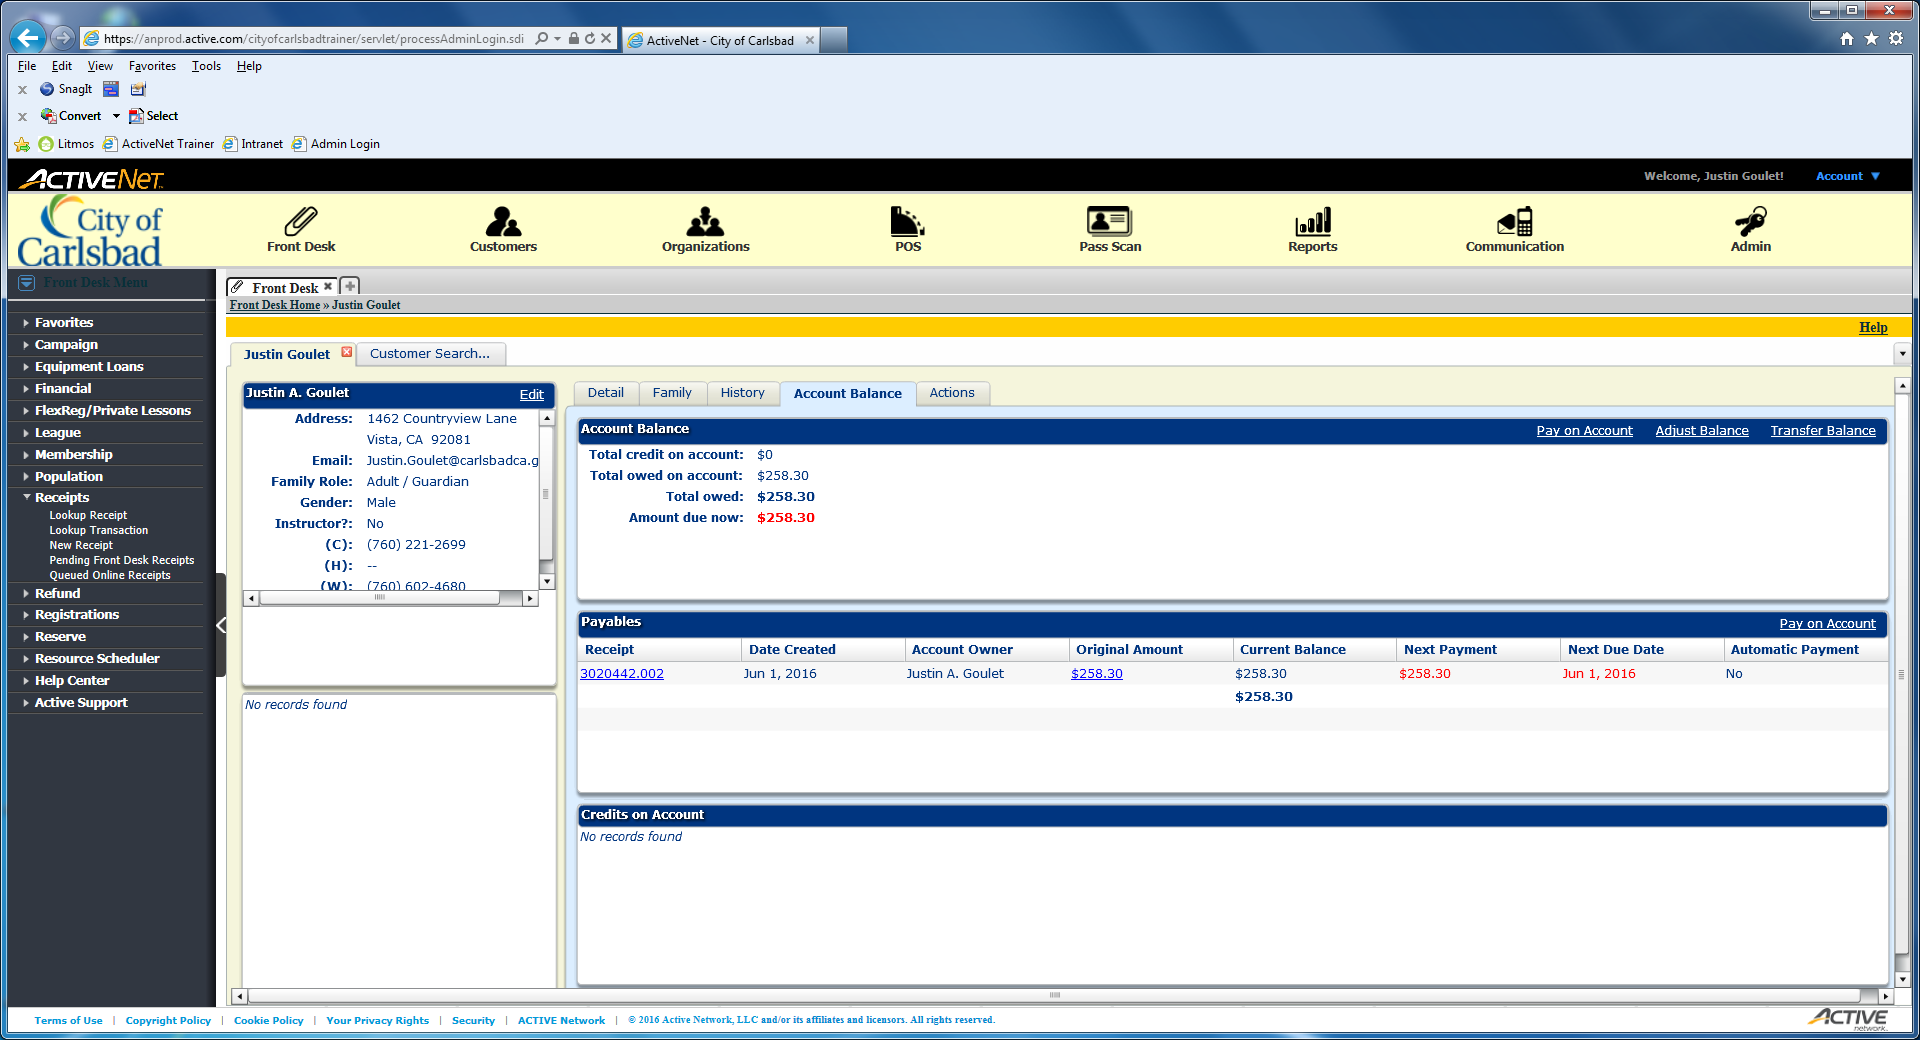 https://anprod.active.com/cityofcarlsbadtrainer/servlet/processAdminLogin.sdi
ActiveNet - City of Carlsbad
File Edit View Favorites Tools Help
x SnagIt
x Convert Select
Litmos ActiveNet Trainer Intranet Admin Login
ACTIVENET
Welcome, Justin Goulet! Account
City of Carlsbad
Front Desk Customers Organizations POS Pass Scan Reports Communication Admin
Front Desk Menu
Favorites
Campaign
Equipment Loans
Financial
FlexReg/Private Lessons
League
Membership
Population
Receipts
Lookup Receipt
Lookup Transaction
New Receipt
Pending Front Desk Receipts
Queued Online Receipts
Refund
Registrations
Reserve
Resource Scheduler
Help Center
Active Support
Front Desk
Front Desk Home » Justin Goulet
Help
Justin Goulet Customer Search...
Justin A. Goulet Edit
Address: 1462 Countryview Lane
Vista, CA 92081
Email: Justin.Goulet@carlsbadca.g
Family Role: Adult / Guardian
Gender: Male
Instructor?: No
(C): (760) 221-2699
(H): --
(W): (760) 602-4680
No records found
Detail Family History Account Balance Actions
Account Balance Pay on Account Adjust Balance Transfer Balance
Total credit on account: $0
Total owed on account: $258.30
Total owed: $258.30
Amount due now: $258.30
Payables Pay on Account
Receipt Date Created Account Owner Original Amount Current Balance Next Payment Next Due Date Automatic Payment
3020442.002 Jun 1, 2016 Justin A. Goulet $258.30 $258.30 $258.30 Jun 1, 2016 No
$258.30
Credits on Account
No records found
Terms of Use | Copyright Policy | Cookie Policy | Your Privacy Rights | Security | ACTIVE Network | © 2016 Active Network, LLC and/or its affiliates and licensors. All rights reserved.
ACTIVE network.